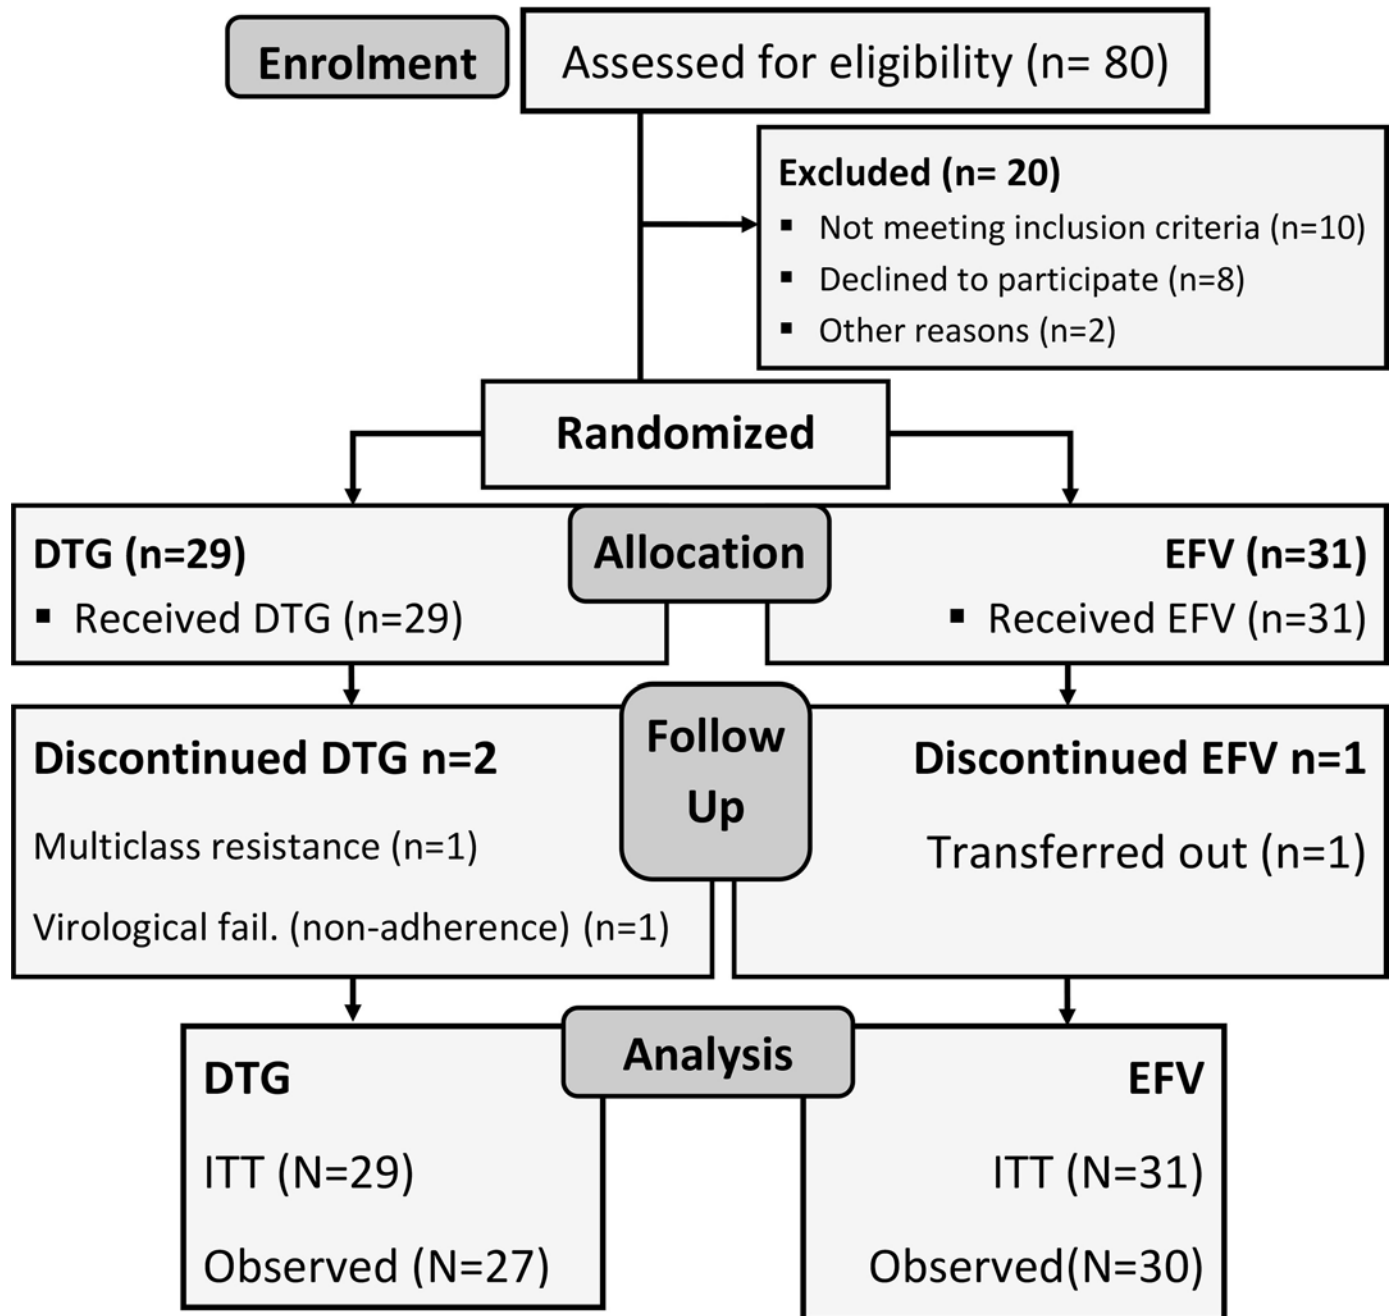 Enrolment
Assessed for eligibility (n= 80)
Excluded (n= 20)
▪ Not meeting inclusion criteria (n=10)
▪ Declined to participate (n=8)
▪ Other reasons (n=2)
Randomized
Allocation
DTG (n=29)
▪ Received DTG (n=29)
EFV (n=31)
▪ Received EFV (n=31)
Follow
Up
Discontinued DTG n=2
Multiclass resistance (n=1)
Virological fail. (non-adherence) (n=1)
Discontinued EFV n=1
Transferred out (n=1)
Analysis
DTG
ITT (N=29)
Observed (N=27)
EFV
ITT (N=31)
Observed(N=30)